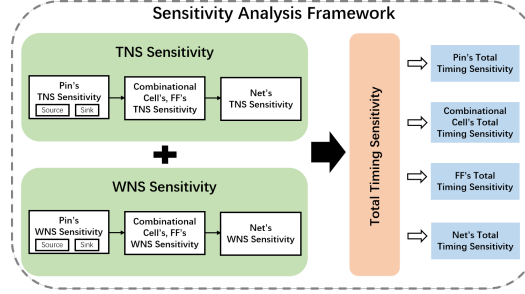 Sensitivity Analysis Framework
TNS Sensitivity
Pin's
TNS Sensitivity
Source
Sink
Combinational
Cell's, FF's
TNS Sensitivity
Net's
TNS Sensitivity
WNS Sensitivity
Pin's
WNS Sensitivity
Source
Sink
Combinational
Cell's, FF's
WNS Sensitivity
Net's
WNS Sensitivity
Total Timing Sensitivity
Pin's Total
Timing Sensitivity
Combinational
Cell's Total
Timing Sensitivity
FF's Total
Timing Sensitivity
Net's Total
Timing Sensitivity